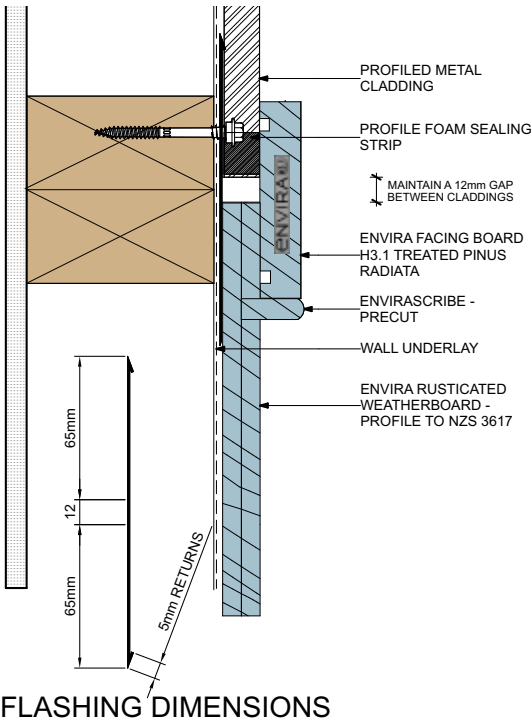 PROFILED METAL
CLADDING
PROFILE FOAM SEALING
STRIP
MAINTAIN A 12mm GAP
BETWEEN CLADDINGS
ENVIRA
ENVIRA FACING BOARD
H3.1 TREATED PINUS
RADIATA
ENVIRASCRIBE -
PRECUT
WALL UNDERLAY
ENVIRA RUSTICATED
WEATHERBOARD -
PROFILE TO NZS 3617
65mm
12
65mm
5mm RETURNS
FLASHING DIMENSIONS